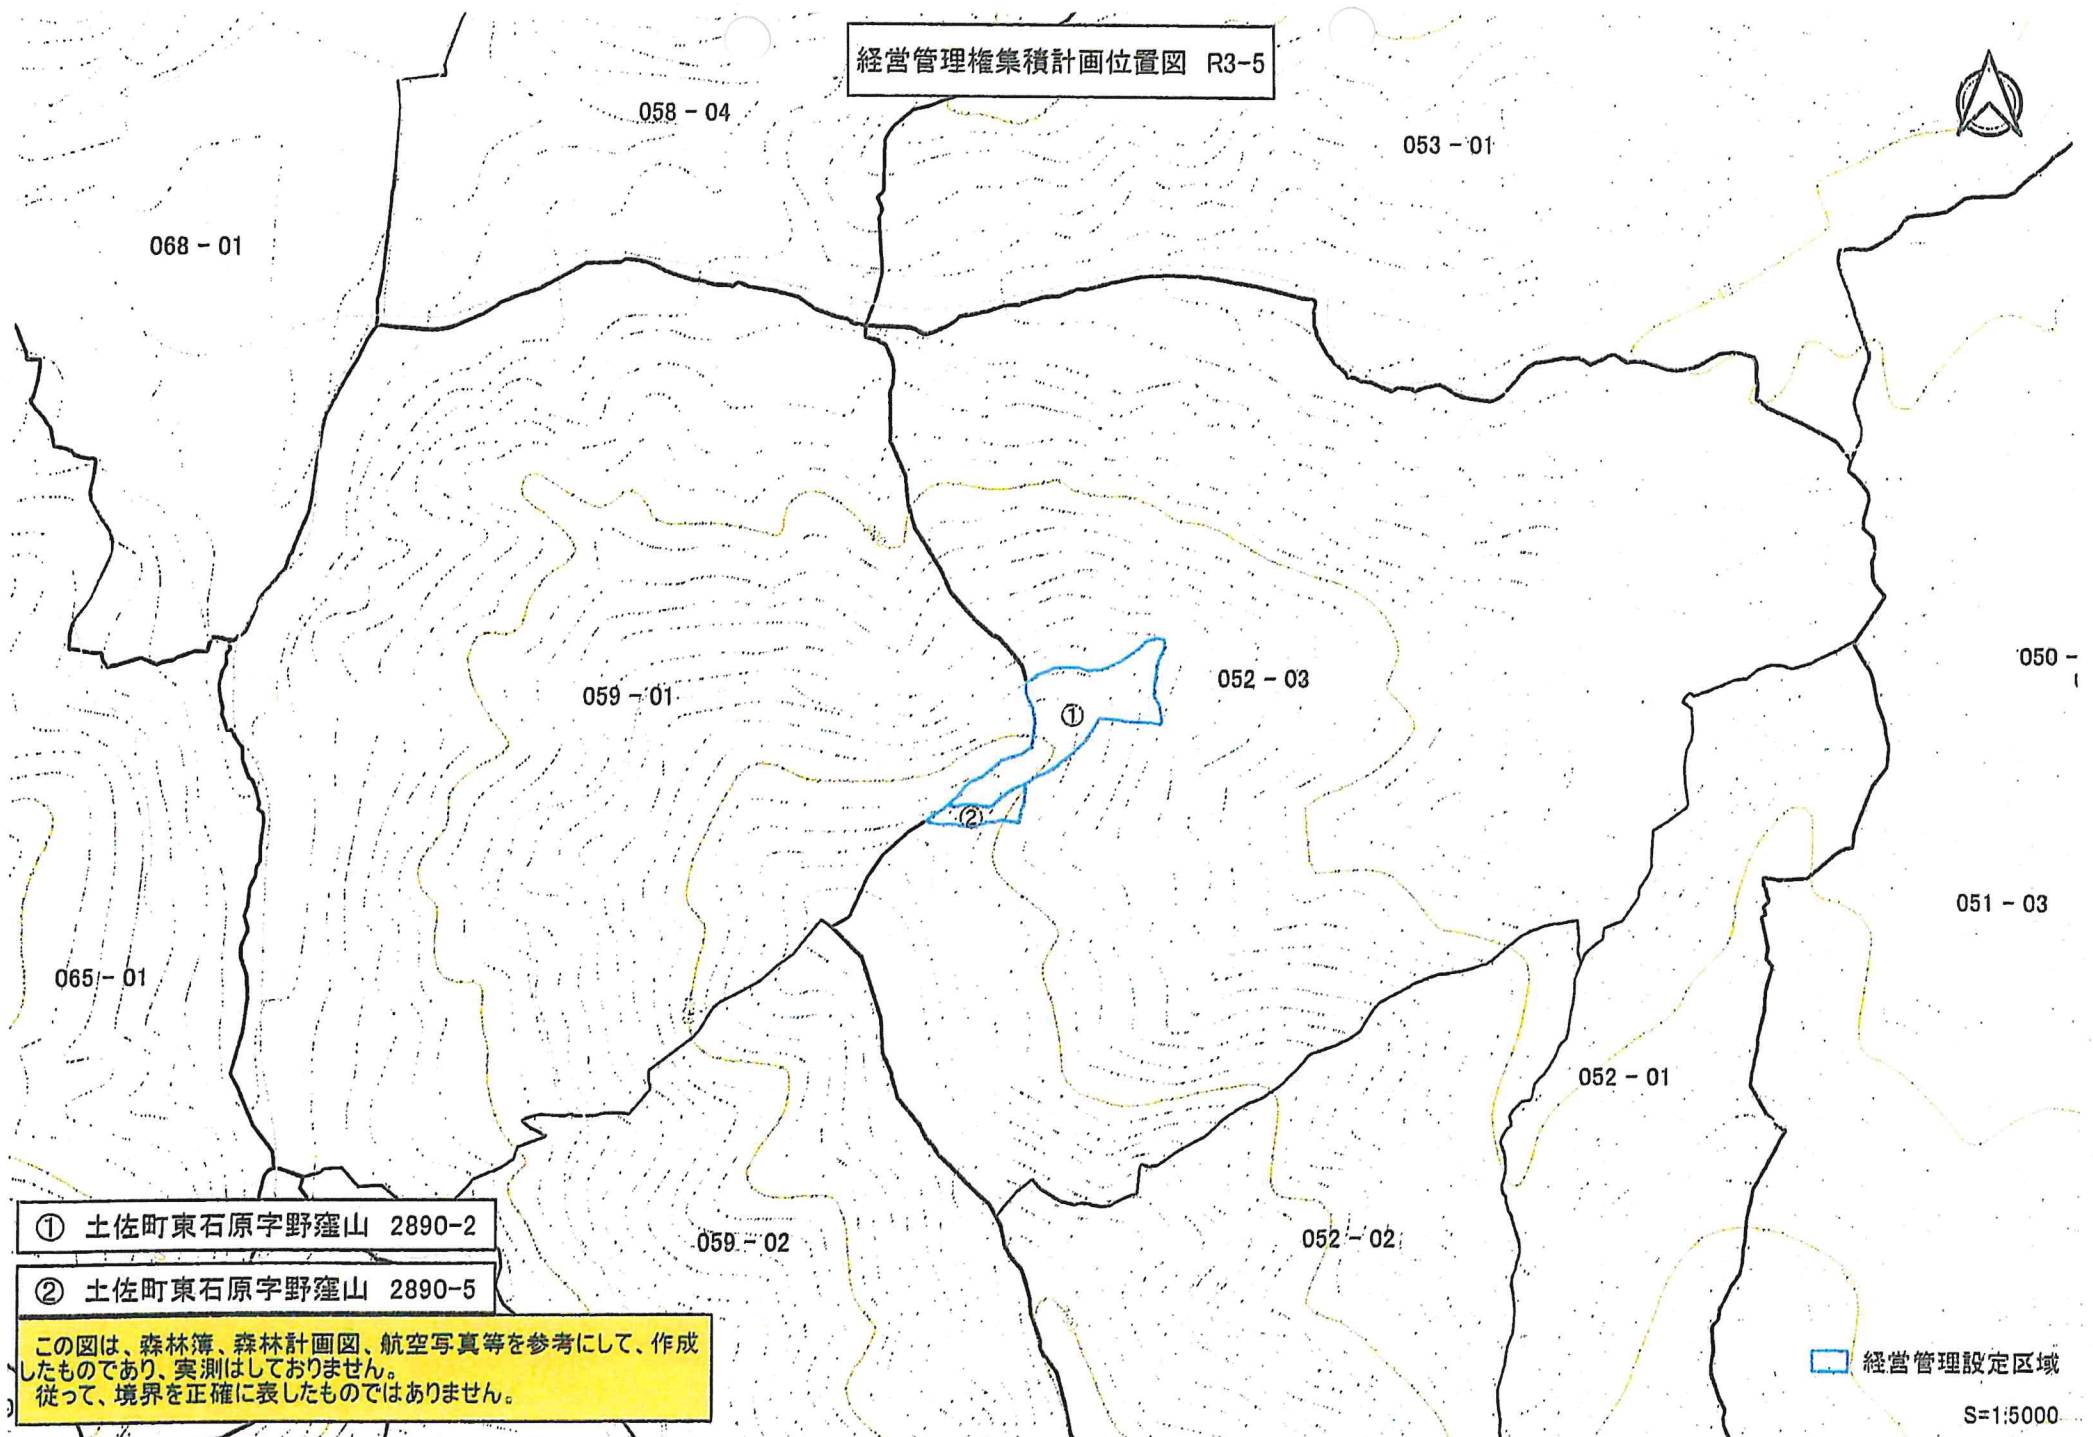 経営管理権集積計画位置図 R3-5
058-04
053-01
068-01
050-
059-01
052-03
①
②
051-03
065-01
052-01
059-02
052-02
① 土佐町東石原字野窪山 2890-2
② 土佐町東石原字野窪山 2890-5
この図は、森林簿、森林計画図、航空写真等を参考にして、作成
したものであり、実測はしておりません。
従って、境界を正確に表したものではありません。
経営管理設定区域
S=1:5000